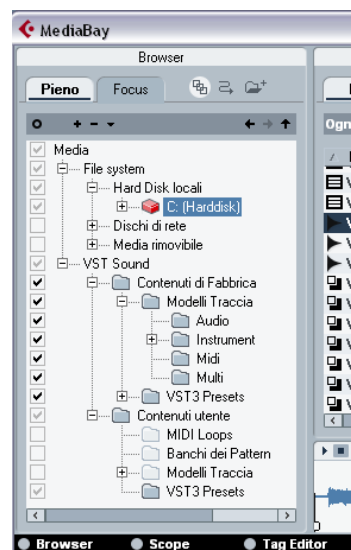 MediaBay
Browser
Pieno Focus
Ogn
Media
File system
Hard Disk locali
C: (Harddisk)
Dischi di rete
Media rimovibile
VST Sound
Contenuti di Fabbrica
Modelli Traccia
Audio
Instrument
Midi
Multi
VST3 Presets
Contenuti utente
MIDI Loops
Banchi dei Pattern
Modelli Traccia
VST3 Presets
Browser Scope Tag Editor